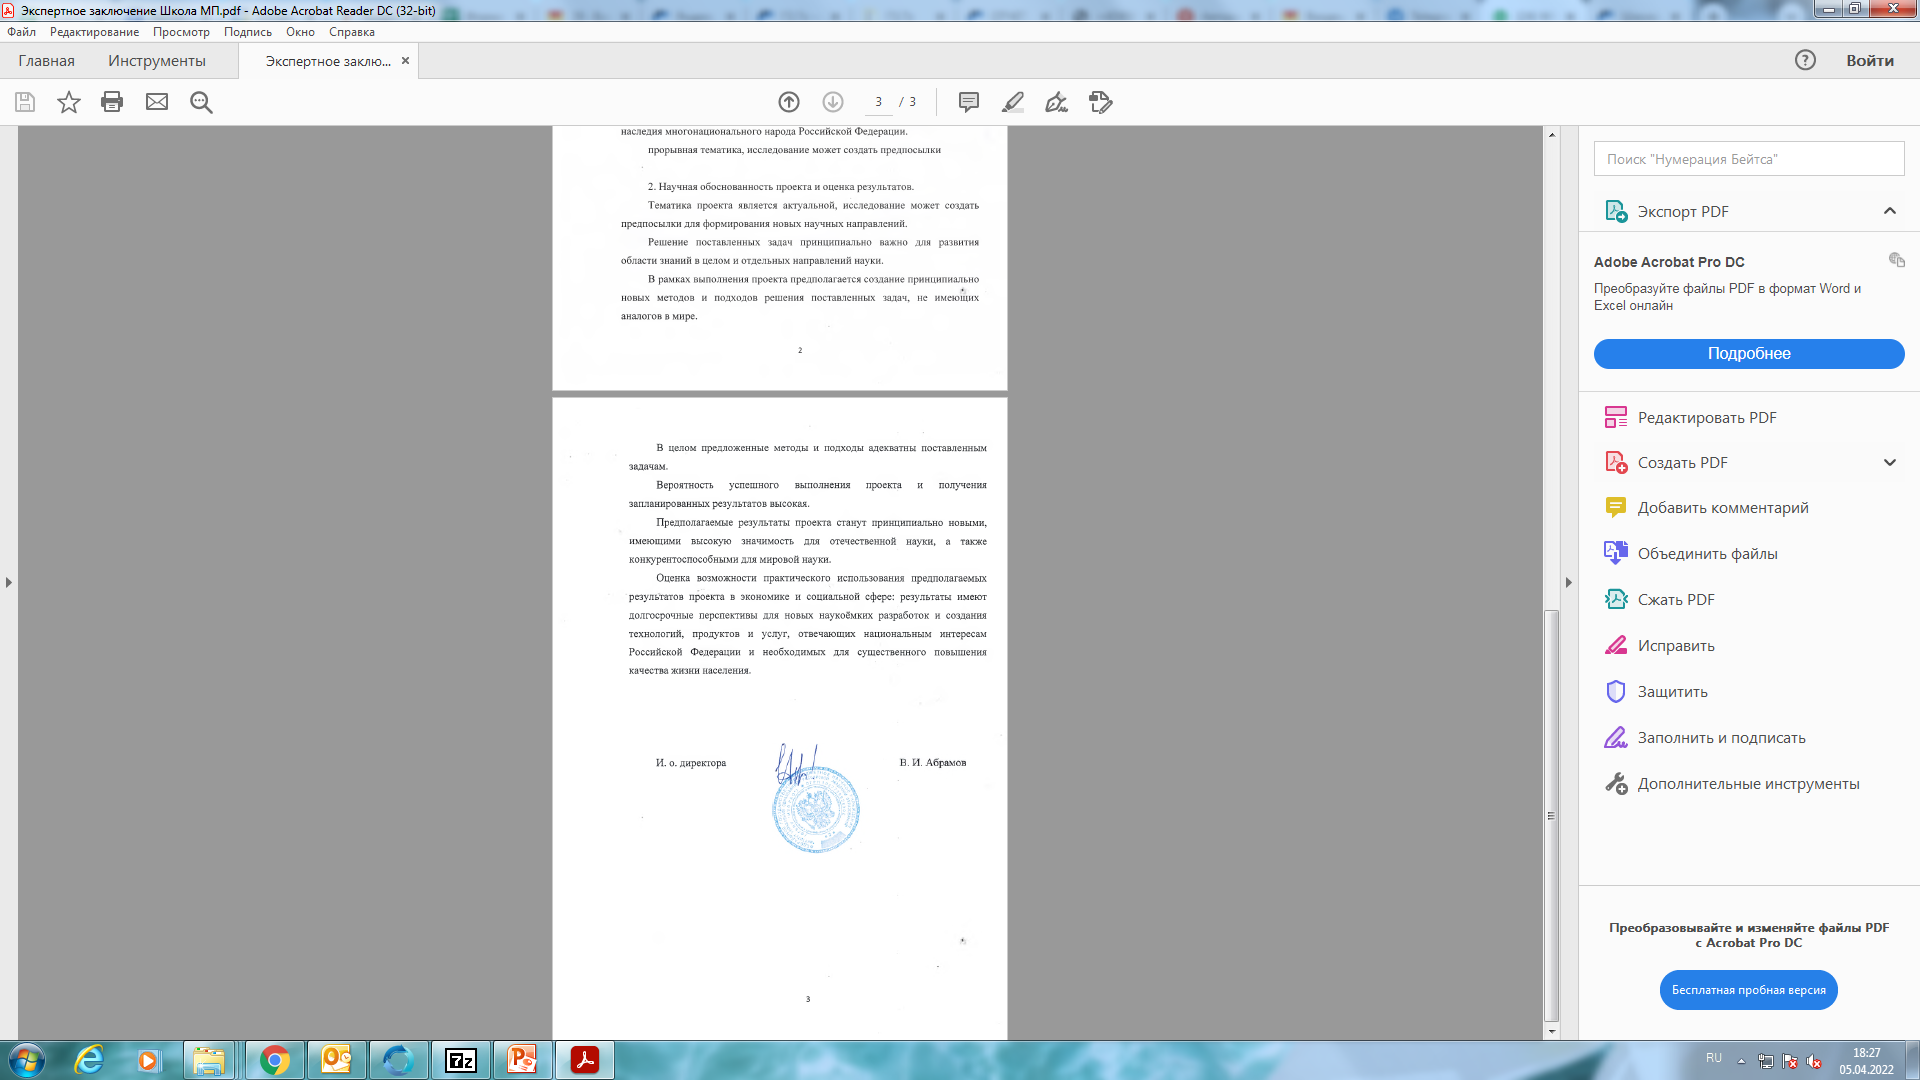 Экспертное заключение Школа МП.pdf - Adobe Acrobat Reader DC (32-bit)
Файл Редактирование Просмотр Подпись Окно Справка
Главная Инструменты Экспертное заклю... ×
Войти
3 / 3
наследия многонационального народа Российской Федерации.
прорывная тематика, исследование может создать предпосылки
2. Научная обоснованность проекта и оценка результатов.
Тематика проекта является актуальной, исследование может создать
предпосылки для формирования новых научных направлений.
Решение поставленных задач принципиально важно для развития
области знаний в целом и отдельных направлений науки.
В рамках выполнения проекта предполагается создание принципиально
новых методов и подходов решения поставленных задач, не имеющих
аналогов в мире.
2
В целом предложенные методы и подходы адекватны поставленным
задачам.
Вероятность успешного выполнения проекта и получения
запланированных результатов высокая.
Предполагаемые результаты проекта станут принципиально новыми,
имеющими высокую значимость для отечественной науки, а также
конкурентоспособными для мировой науки.
Оценка возможности практического использования предполагаемых
результатов проекта в экономике и социальной сфере: результаты имеют
долгосрочные перспективы для новых наукоёмких разработок и создания
технологий, продуктов и услуг, отвечающих национальным интересам
Российской Федерации и необходимых для существенного повышения
качества жизни населения.
И. о. директора В. И. Абрамов
3
Поиск "Нумерация Бейтса"
Экспорт PDF
Adobe Acrobat Pro DC
Преобразуйте файлы PDF в формат Word и
Excel онлайн
Подробнее
Редактировать PDF
Создать PDF
Добавить комментарий
Объединить файлы
Сжать PDF
Исправить
Защитить
Заполнить и подписать
Дополнительные инструменты
Преобразовывайте и изменяйте файлы PDF
с Acrobat Pro DC
Бесплатная пробная версия
RU
18:27
05.04.2022